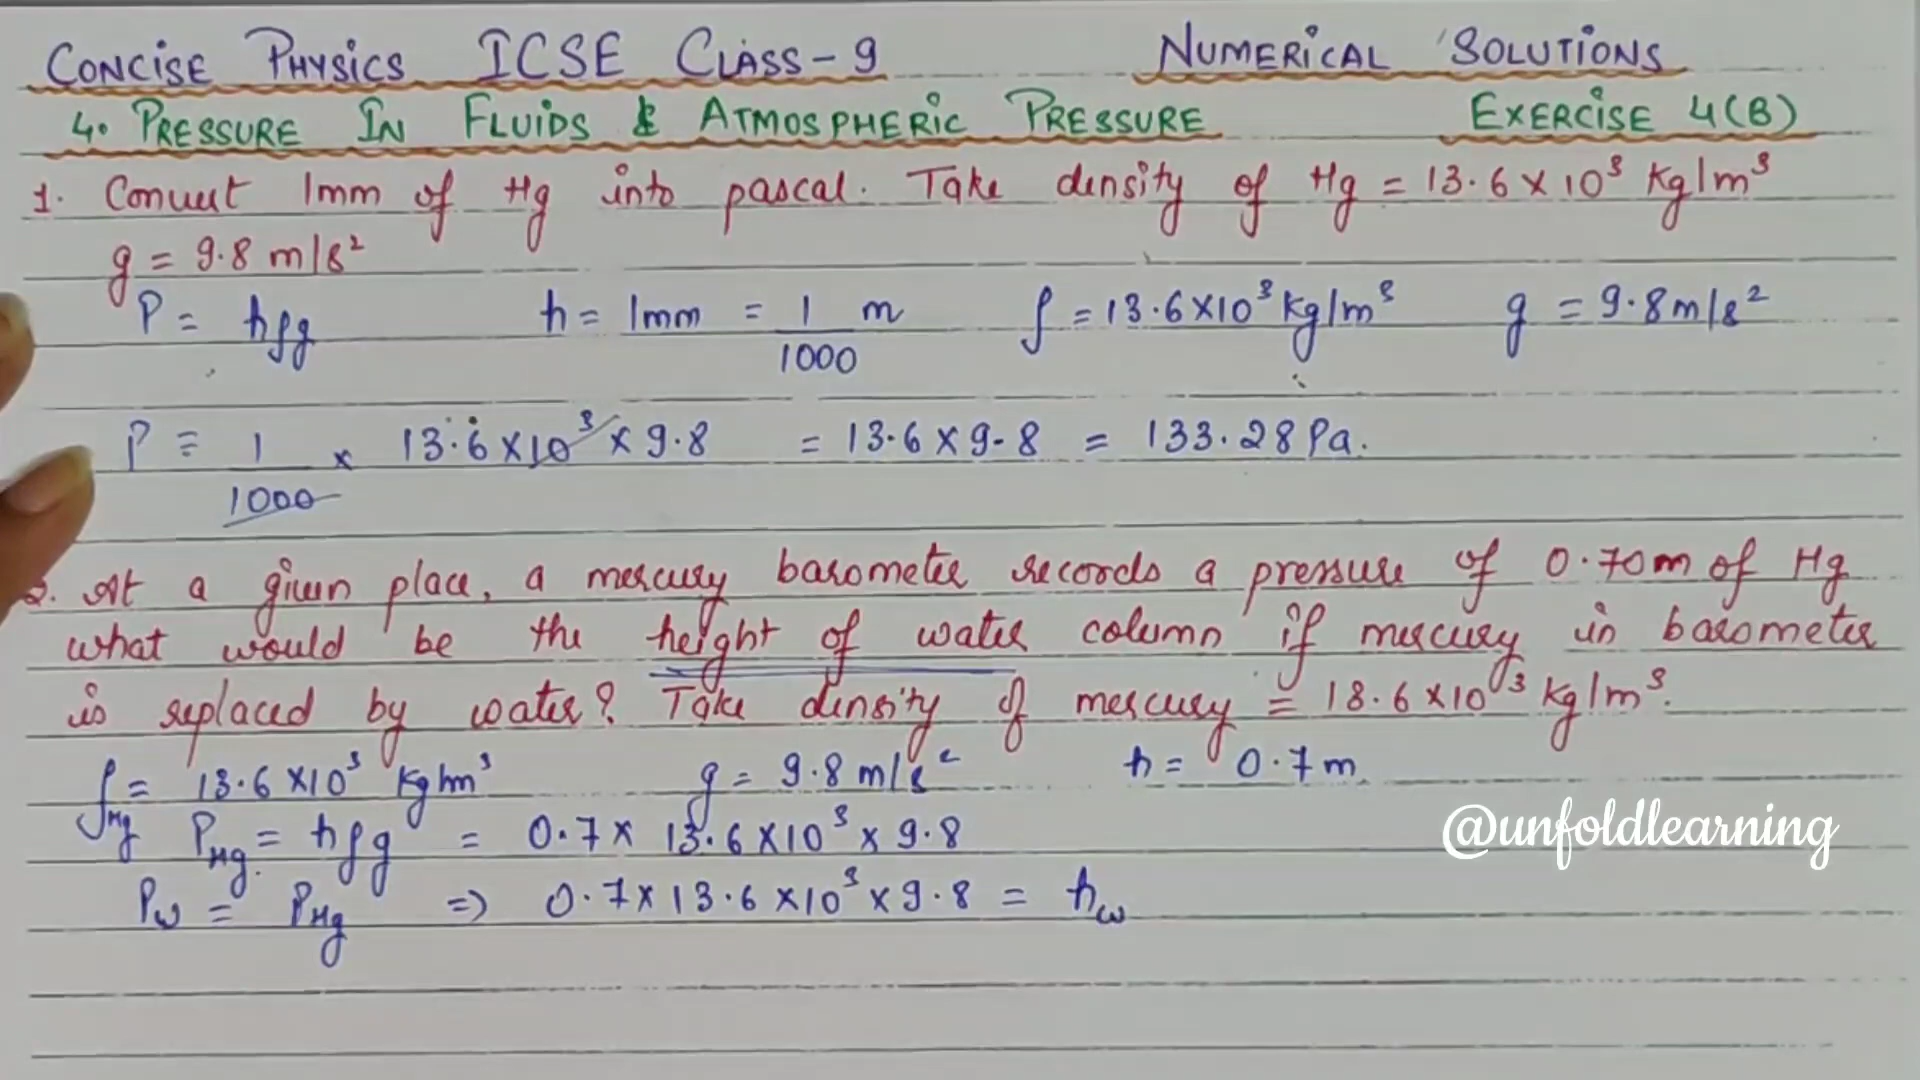 CONCISE PHYSICS ICSE CLASS-9 NUMERICAL SOLUTIONS
4. PRESSURE IN FLUIDS & ATMOSPHERIC PRESSURE EXERCISE 4(B)
1. Convert 1mm of Hg into pascal. Take density of Hg = 13.6 × 10³ Kg/m³
g = 9.8 m/s²
P = hρg h = 1mm = 1/1000 m ρ = 13.6×10³ Kg/m³ g = 9.8 m/s²
P = 1/1000 × 13.6 ×10³ × 9.8 = 13.6 × 9.8 = 133.28 Pa.
2. At a given place, a mercury barometer records a pressure of 0.70m of Hg
what would be the height of water column if mercury in barometer
is replaced by water? Take density of mercury = 13.6 ×10³ Kg/m³.
ρHg = 13.6 ×10³ Kg/m³ g = 9.8 m/s² h = 0.7m
PHg = hρg = 0.7 × 13.6 ×10³ × 9.8
Pw = PHg => 0.7 × 13.6 ×10³ × 9.8 = hw
@unfoldlearning